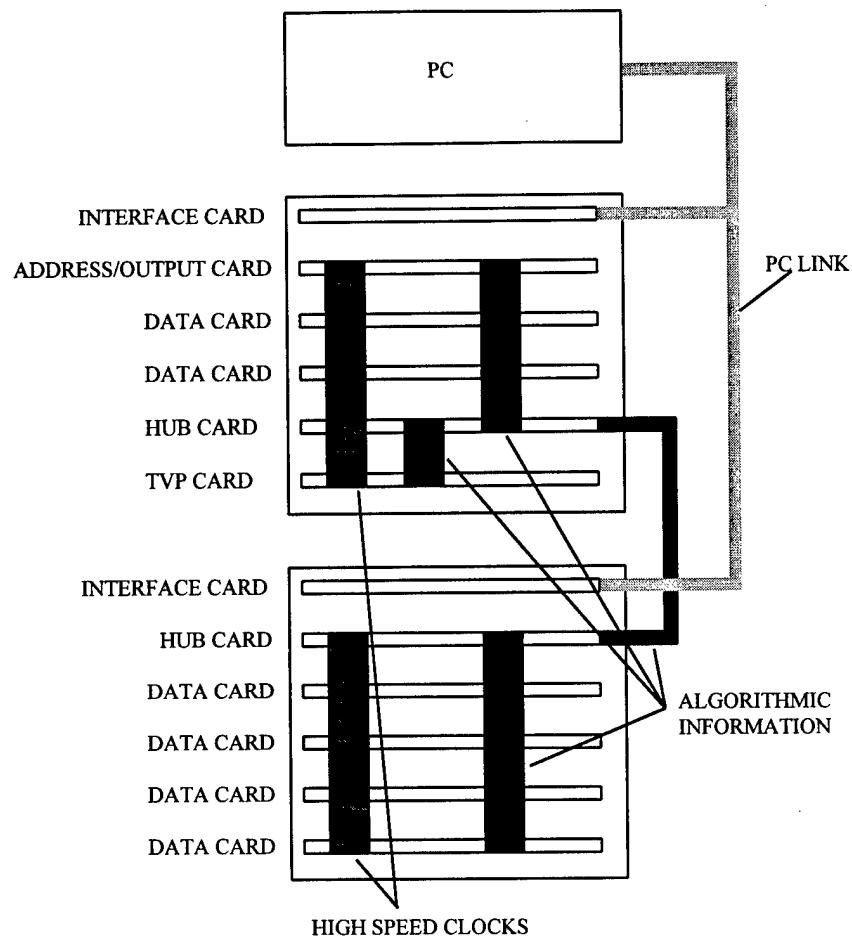 PC
INTERFACE CARD
ADDRESS/OUTPUT CARD
PC LINK
DATA CARD
DATA CARD
HUB CARD
TVP CARD
INTERFACE CARD
HUB CARD
DATA CARD
ALGORITHMIC
INFORMATION
DATA CARD
DATA CARD
DATA CARD
HIGH SPEED CLOCKS